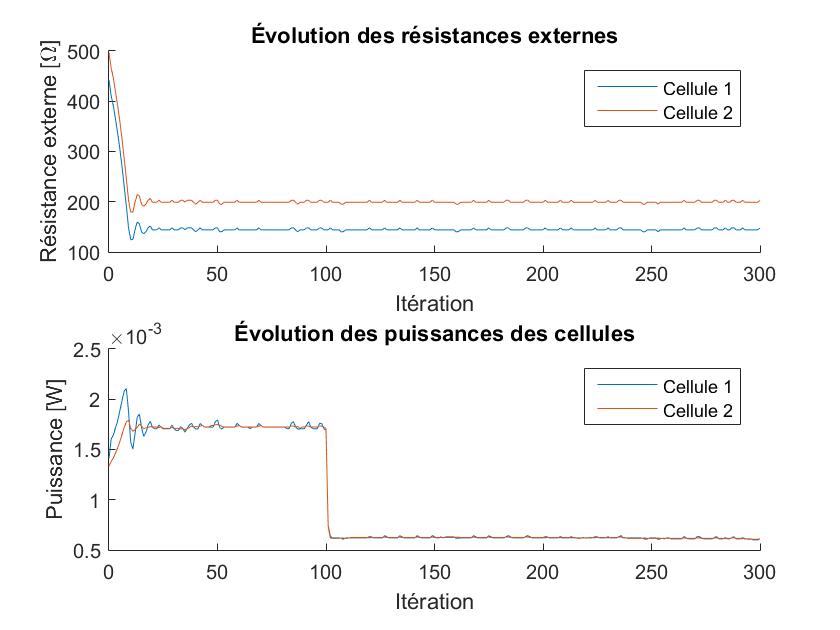 Évolution des résistances externes
Résistance externe [Ω]
500
400
300
200
100
Cellule 1
Cellule 2
0 50 100 150 200 250 300
Itération
Évolution des puissances des cellules
×10-3
Puissance [W]
2.5
2
1.5
1
0.5
Cellule 1
Cellule 2
0 50 100 150 200 250 300
Itération